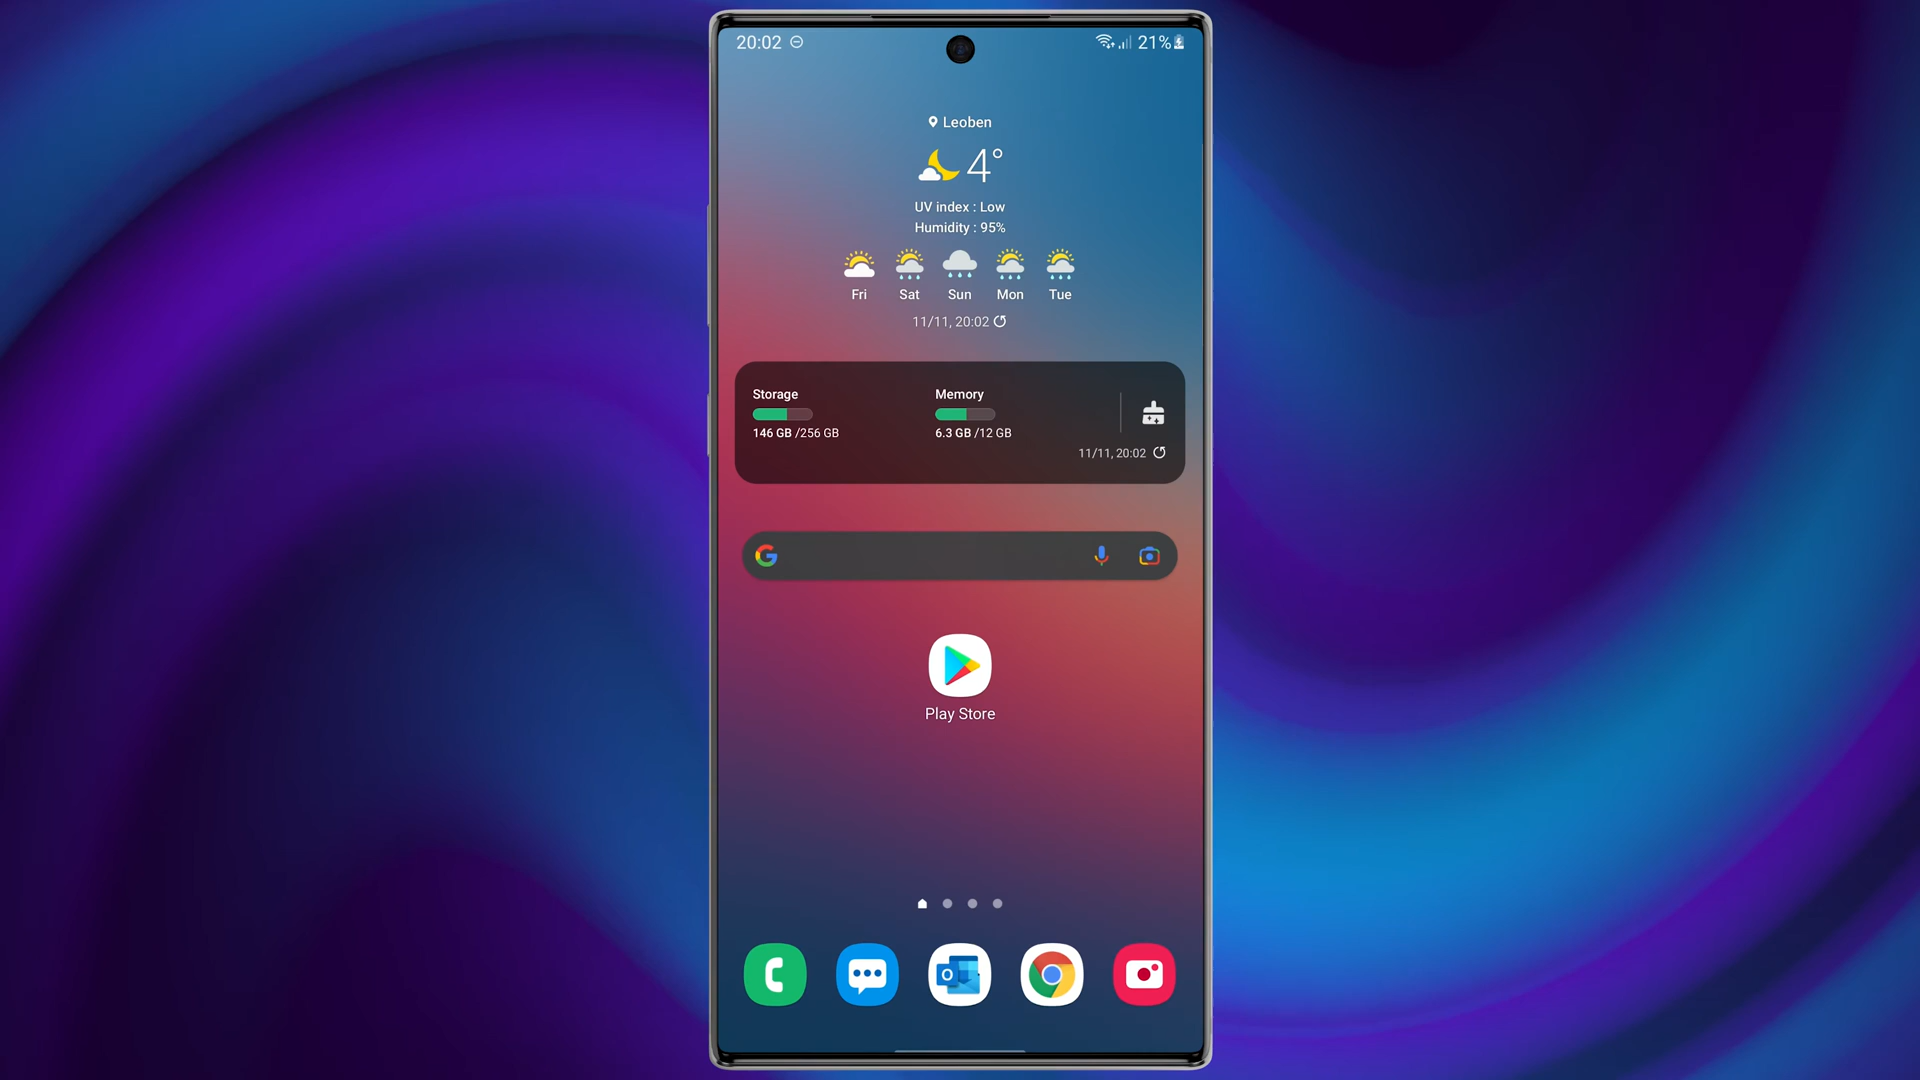 20:02
21%
Leoben
4°
UV index : Low
Humidity : 95%
Fri Sat Sun Mon Tue
11/11, 20:02
Storage Memory
146 GB /256 GB 6.3 GB /12 GB
11/11, 20:02
G
Play Store
O